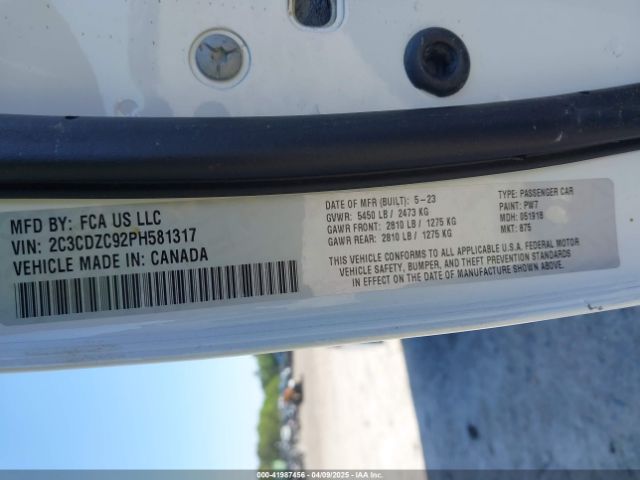 MFD BY: FCA US LLC
VIN: 2C3CDZC92PH581317
VEHICLE MADE IN: CANADA
DATE OF MFR (BUILT): 5-23
GVWR: 5450 LB / 2473 KG
GAWR FRONT: 2810 LB / 1275 KG
GAWR REAR: 2810 LB / 1275 KG
THIS VEHICLE CONFORMS TO ALL APPLICABLE U.S.A. FEDERAL MOTOR
VEHICLE SAFETY, BUMPER, AND THEFT PREVENTION STANDARDS
IN EFFECT ON THE DATE OF MANUFACTURE SHOWN ABOVE.
TYPE: PASSENGER CAR
PAINT: PW7
MDH: 051918
MKT: 875
000-41987456 - 04/09/2025 - IAA Inc.